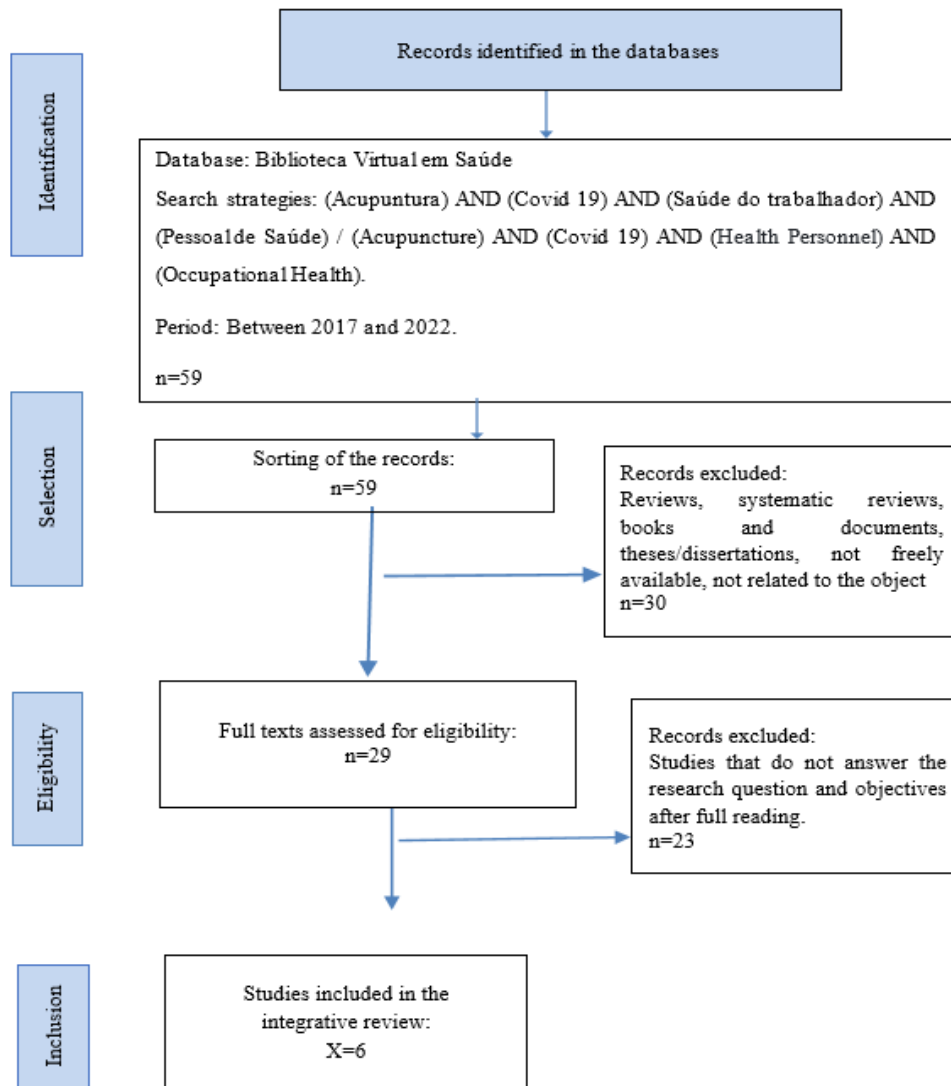 Records identified in the databases
Identification
Database: Biblioteca Virtual em Saúde
Search strategies: (Acupuntura) AND (Covid 19) AND (Saúde do trabalhador) AND
(Pessoal de Saúde) / (Acupuncture) AND (Covid 19) AND (Health Personnel) AND
(Occupational Health).
Period: Between 2017 and 2022.
n=59
Selection
Sorting of the records:
n=59
Records excluded:
Reviews, systematic reviews,
books and documents,
theses/dissertations, not freely
available, not related to the object
n=30
Eligibility
Full texts assessed for eligibility:
n=29
Records excluded:
Studies that do not answer the
research question and objectives
after full reading.
n=23
Inclusion
Studies included in the
integrative review:
X=6